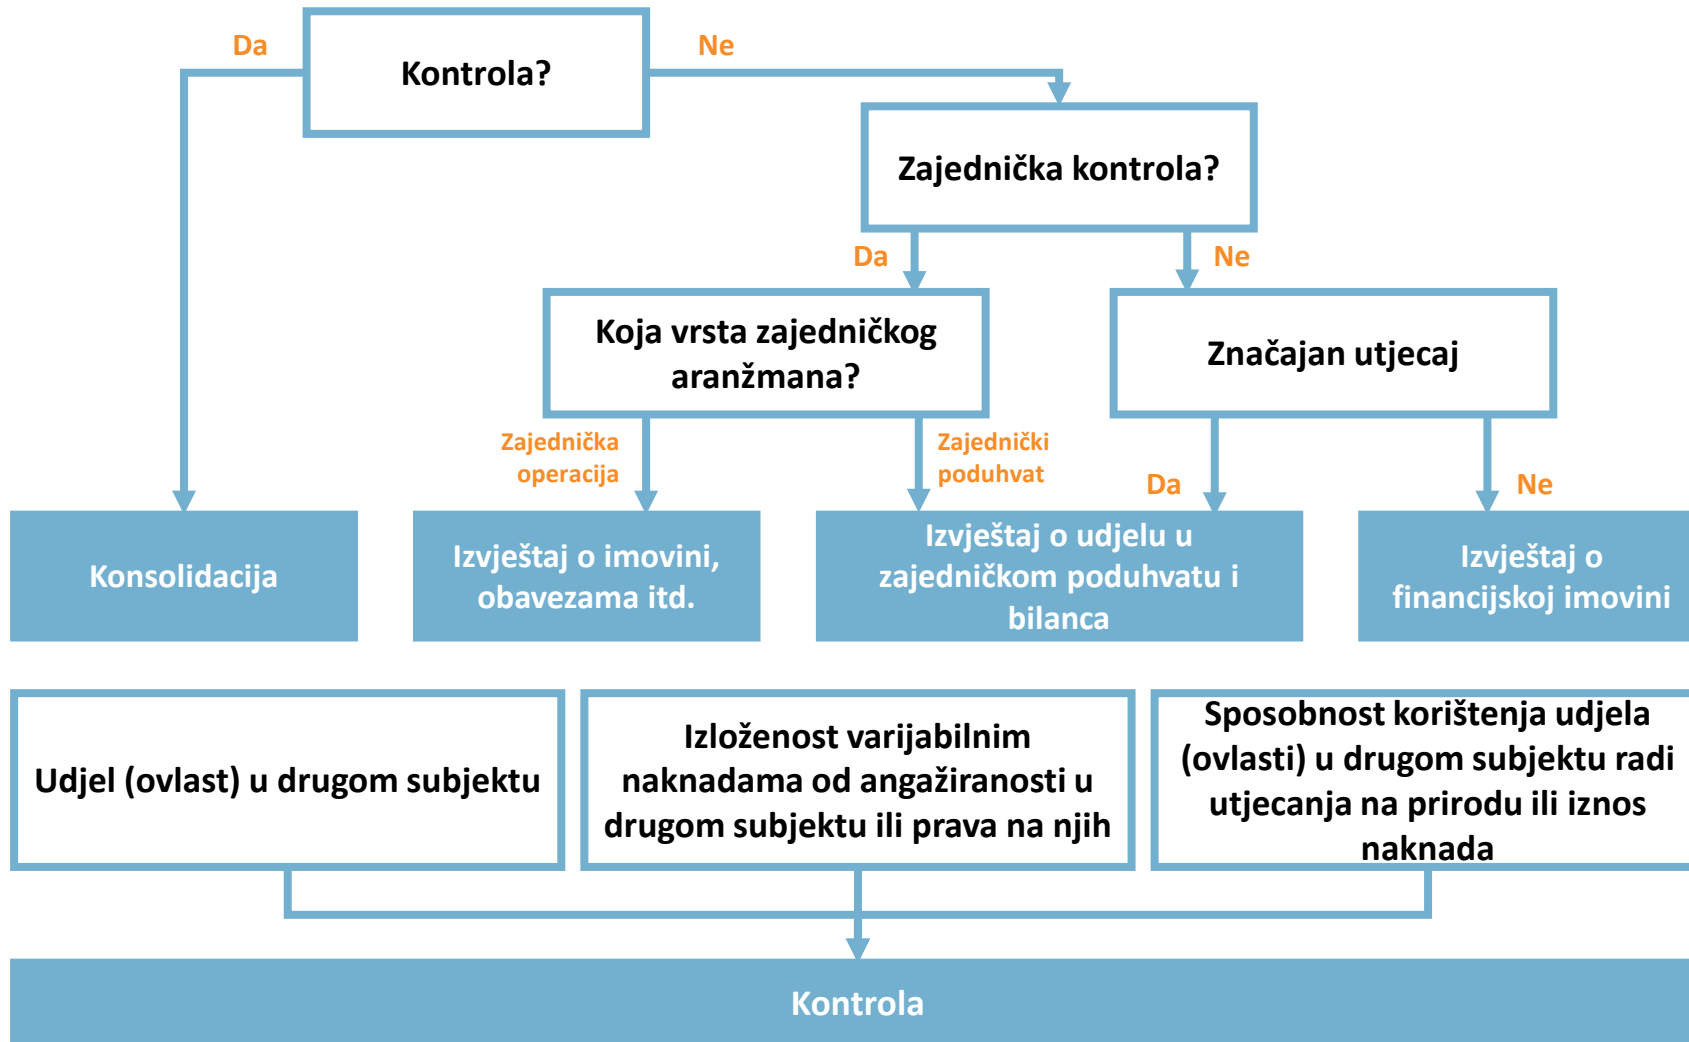 Da
Kontrola?
Ne
Zajednička kontrola?
Da
Ne
Koja vrsta zajedničkog
aranžmana?
Značajan utjecaj
Zajednička
operacija
Zajednički
poduhvat
Da
Ne
Konsolidacija
Izvještaj o imovini,
obavezama itd.
Izvještaj o udjelu u
zajedničkom poduhvatu i
bilanca
Izvještaj o
financijskoj imovini
Udjel (ovlast) u drugom subjektu
Izloženost varijabilnim
naknadama od angažiranosti u
drugom subjektu ili prava na njih
Sposobnost korištenja udjela
(ovlasti) u drugom subjektu radi
utjecanja na prirodu ili iznos
naknada
Kontrola